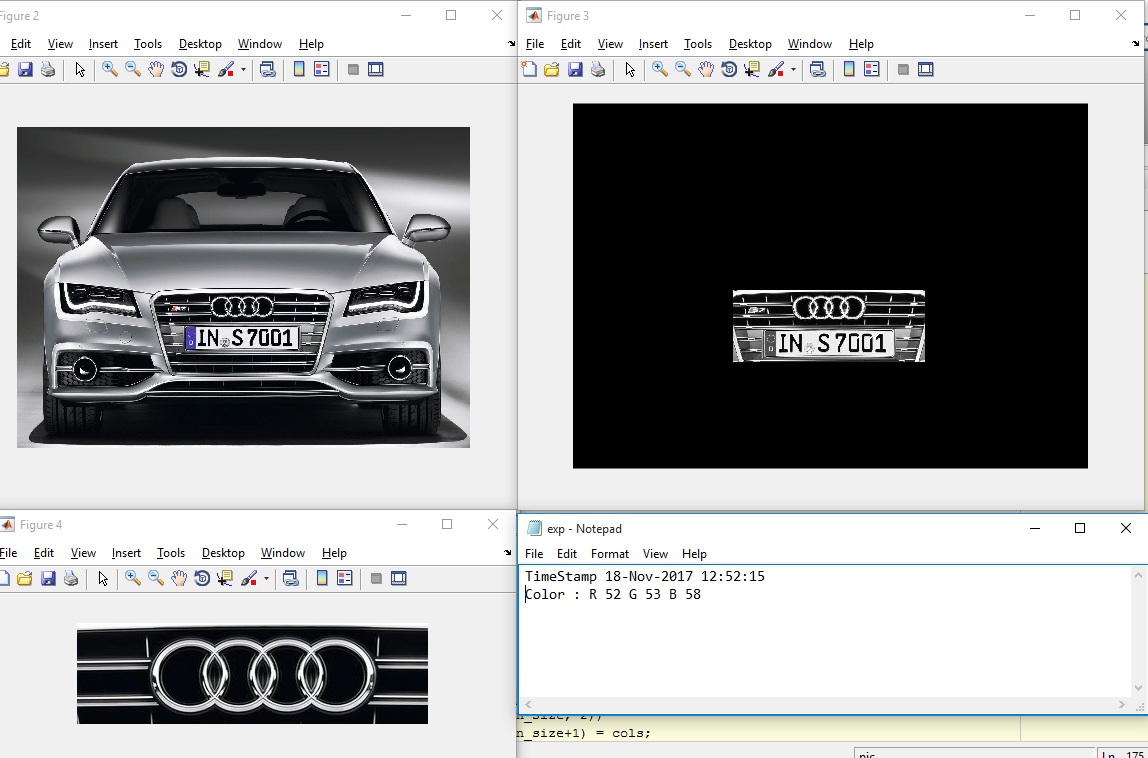 Figure 2
Edit View Insert Tools Desktop Window Help
IN S 7001
Figure 3
File Edit View Insert Tools Desktop Window Help
IN S 7001
Figure 4
File Edit View Insert Tools Desktop Window Help
exp - Notepad
File Edit Format View Help
TimeStamp 18-Nov-2017 12:52:15
Color : R 52 G 53 B 58
n_size, 2))
n_size+1) = cols;
Ln 175